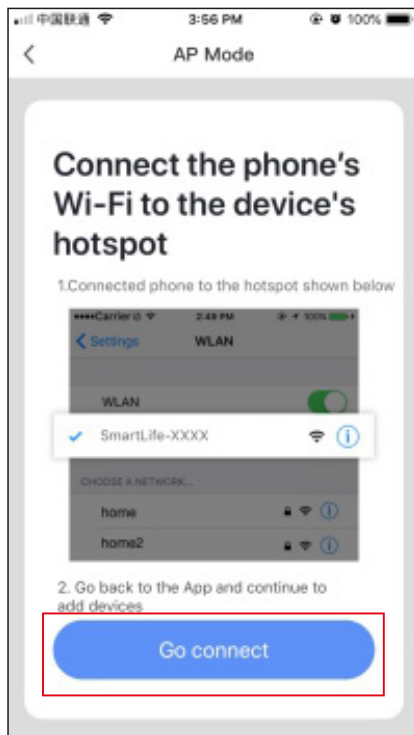 中国联通 3:56 PM 100%
AP Mode
Connect the phone's
Wi-Fi to the device's
hotspot
1.Connected phone to the hotspot shown below
Carrier 2:49 PM 100%
Settings WLAN
WLAN
SmartLife-XXXX
CHOOSE A NETWORK...
home
home2
2. Go back to the App and continue to
add devices
Go connect